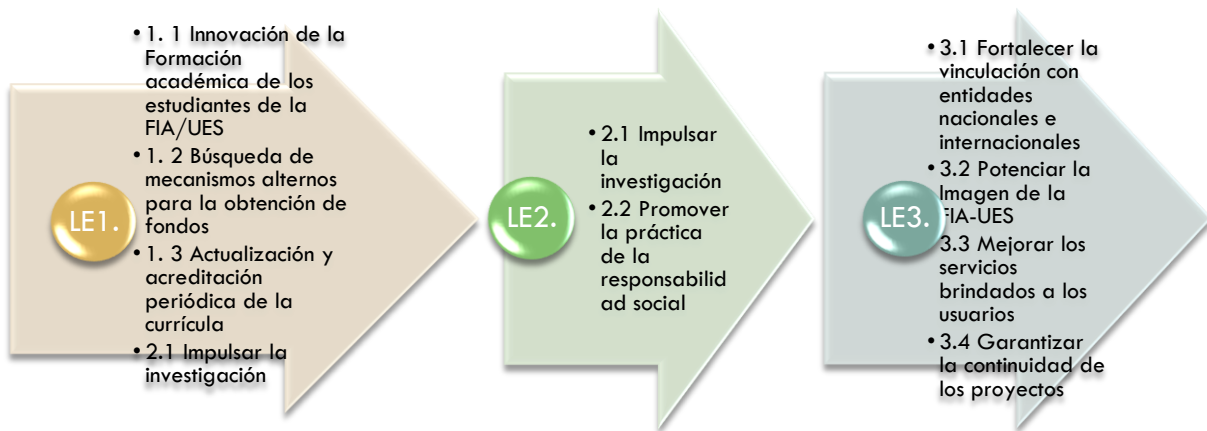 LE1.
• 1. 1 Innovación de la
Formación
académica de los
estudiantes de la
FIA/UES
• 1. 2 Búsqueda de
mecanismos alternos
para la obtención de
fondos
• 1. 3 Actualización y
acreditación
periódica de la
currícula
• 2.1 Impulsar la
investigación
LE2.
• 2.1 Impulsar
la
investigación
• 2.2 Promover
la práctica
de la
responsabilid
ad social
LE3.
• 3.1 Fortalecer la
vinculación con
entidades
nacionales e
internacionales
• 3.2 Potenciar la
Imagen de la
FIA-UES
• 3.3 Mejorar los
servicios
brindados a los
usuarios
• 3.4 Garantizar
la continuidad de
los proyectos